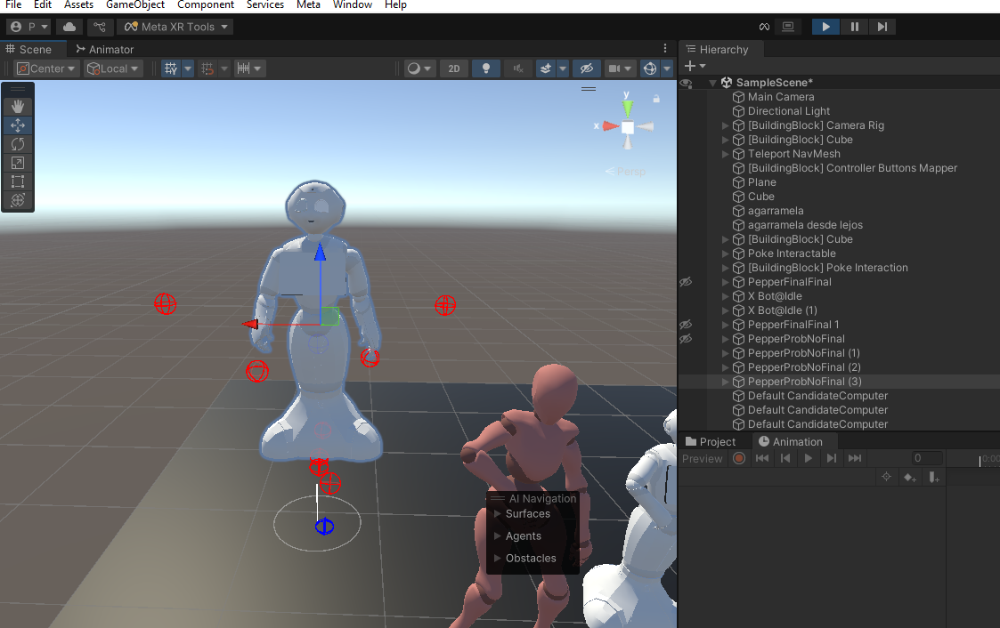 File Edit Assets GameObject Component Services Meta Window Help
P Meta XR Tools
Scene Animator
Center Local 2D
y
x
Persp
AI Navigation
Surfaces
Agents
Obstacles
Hierarchy
SampleScene*
Main Camera
Directional Light
[BuildingBlock] Camera Rig
[BuildingBlock] Cube
Teleport NavMesh
[BuildingBlock] Controller Buttons Mapper
Plane
Cube
agarramela
agarramela desde lejos
[BuildingBlock] Cube
Poke Interactable
[BuildingBlock] Poke Interaction
PepperFinalFinal
X Bot@Idle
X Bot@Idle (1)
PepperFinalFinal 1
PepperProbNoFinal
PepperProbNoFinal (1)
PepperProbNoFinal (2)
PepperProbNoFinal (3)
Default CandidateComputer
Default CandidateComputer
Default CandidateComputer
Project Animation
Preview 0 0:00